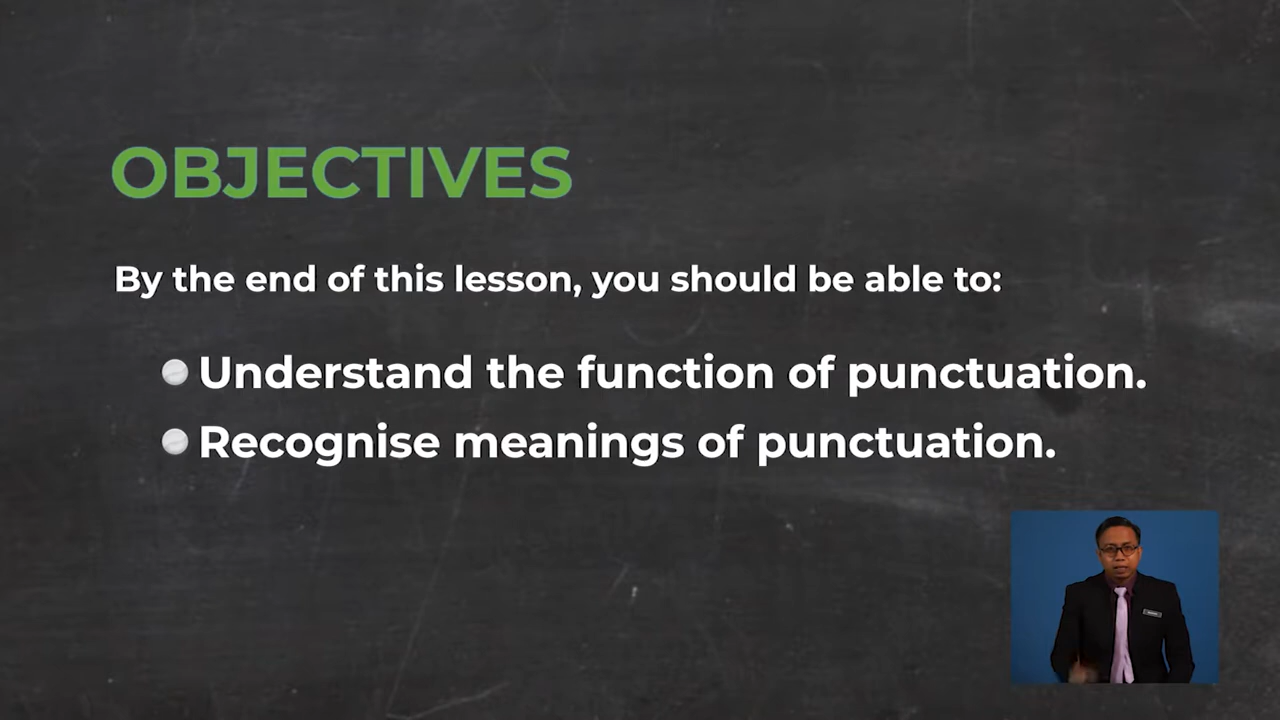 OBJECTIVES
By the end of this lesson, you should be able to:
Understand the function of punctuation.
Recognise meanings of punctuation.